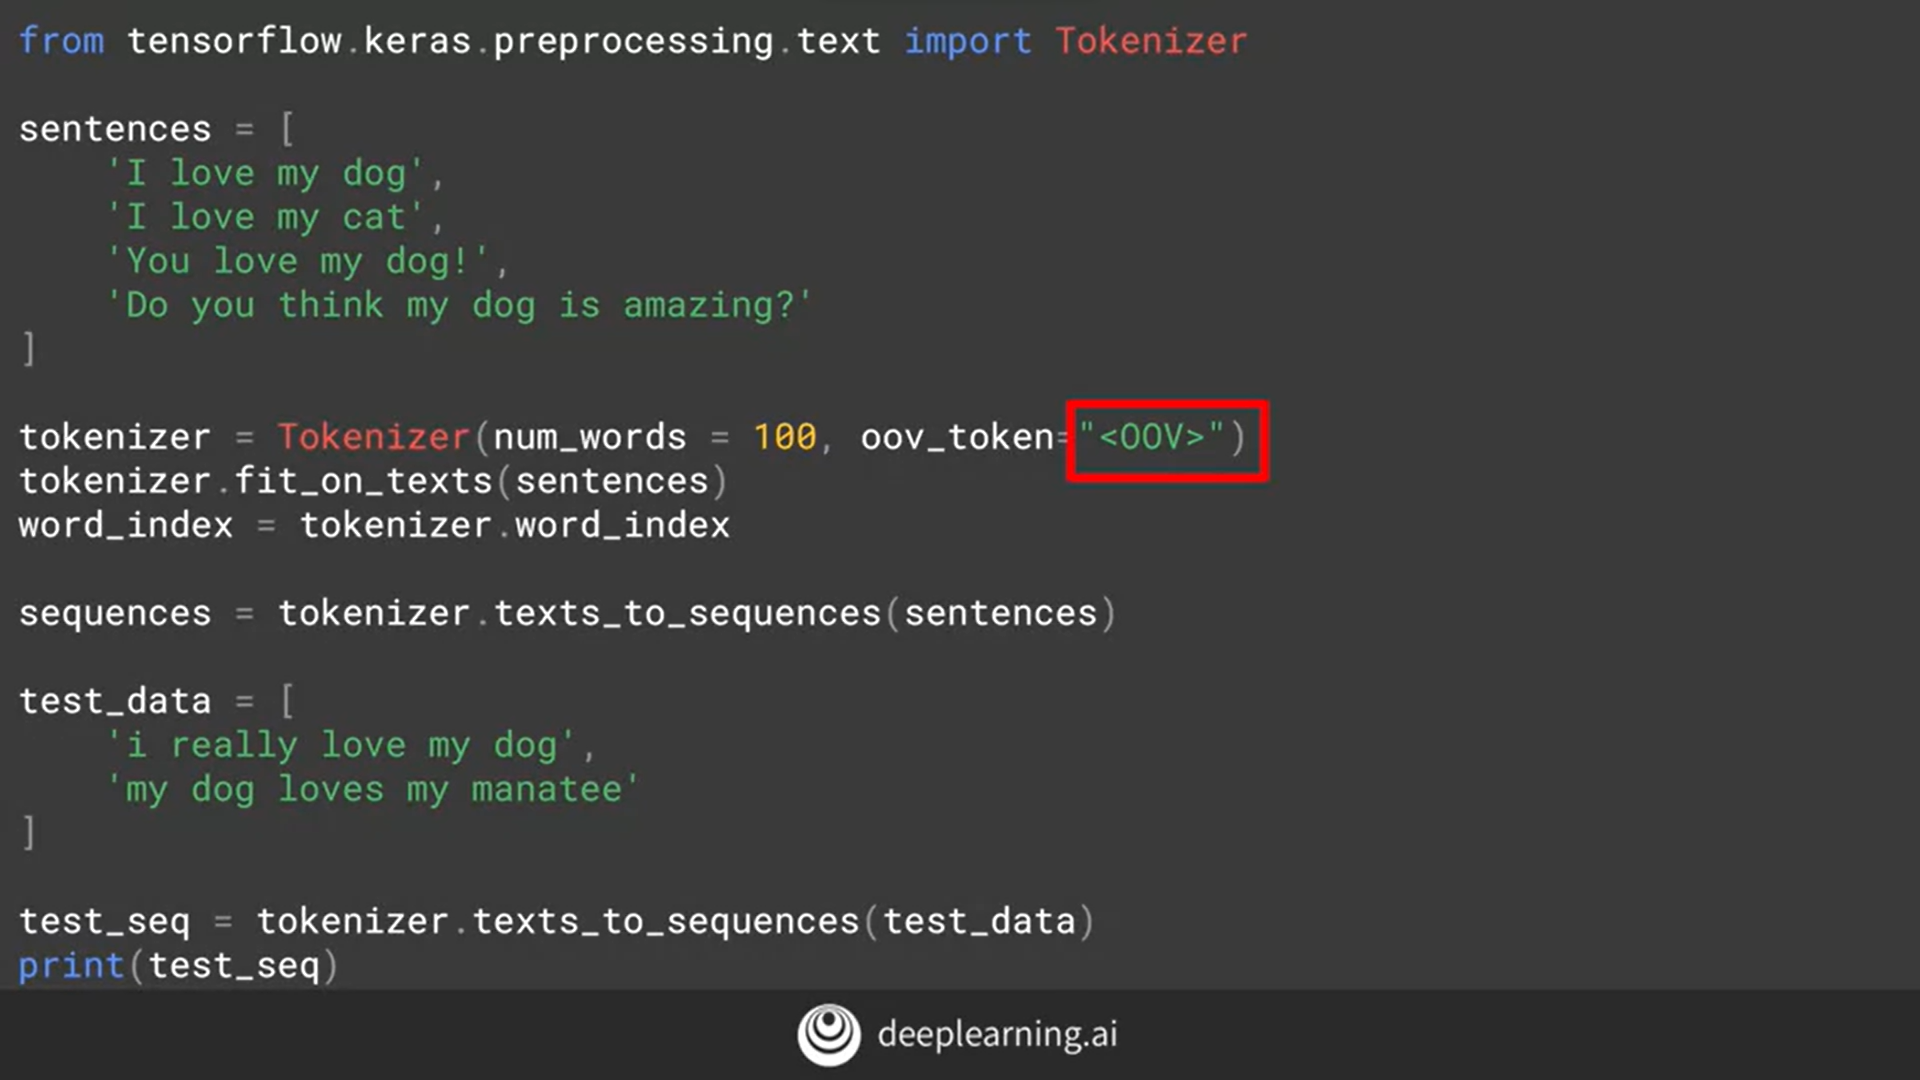 from tensorflow.keras.preprocessing.text import Tokenizer
sentences = [
    'I love my dog',
    'I love my cat',
    'You love my dog!',
    'Do you think my dog is amazing?'
]
tokenizer = Tokenizer(num_words = 100, oov_token="<OOV>")
tokenizer.fit_on_texts(sentences)
word_index = tokenizer.word_index
sequences = tokenizer.texts_to_sequences(sentences)
test_data = [
    'i really love my dog',
    'my dog loves my manatee'
]
test_seq = tokenizer.texts_to_sequences(test_data)
print(test_seq)
deeplearning.ai